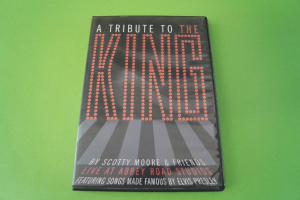 A TRIBUTE TO THE
KING
BY SCOTTY MOORE & FRIENDS
LIVE AT ABBEY ROAD STUDIOS
FEATURING SONGS MADE FAMOUS BY ELVIS PRESLEY